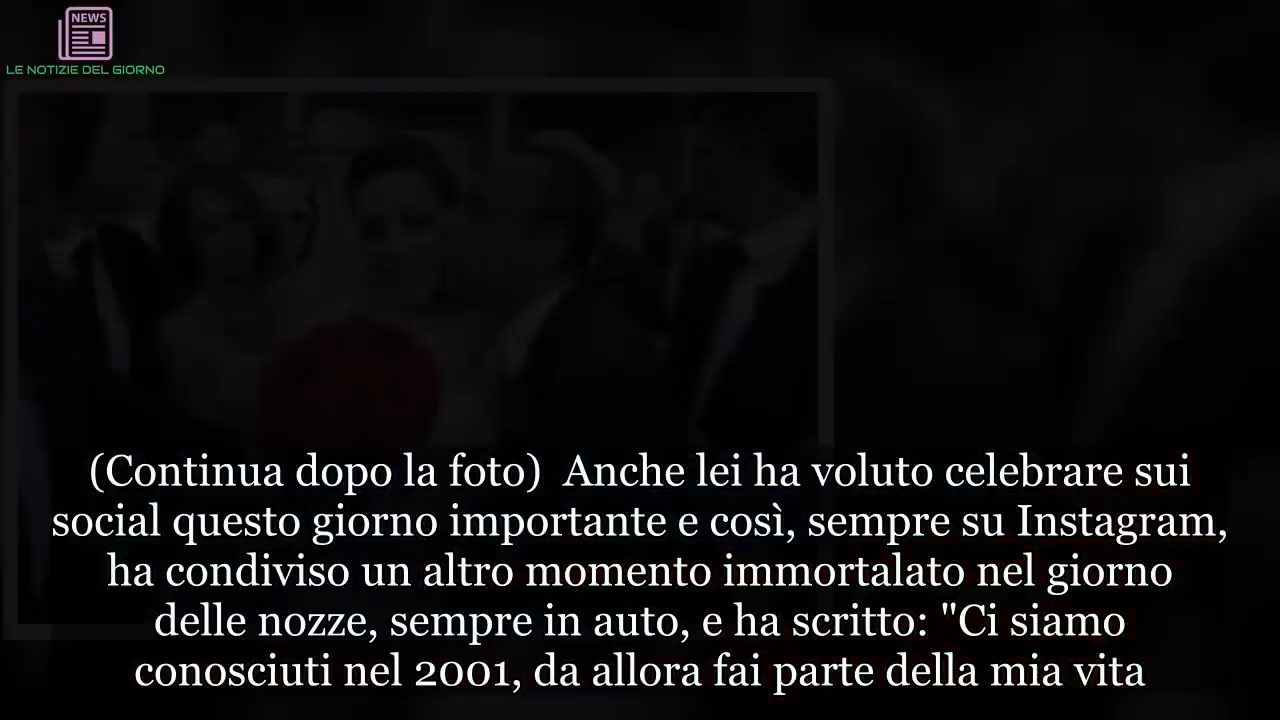 NEWS
LE NOTIZIE DEL GIORNO
(Continua dopo la foto)  Anche lei ha voluto celebrare sui
social questo giorno importante e così, sempre su Instagram,
ha condiviso un altro momento immortalato nel giorno
delle nozze, sempre in auto, e ha scritto: "Ci siamo
conosciuti nel 2001, da allora fai parte della mia vita